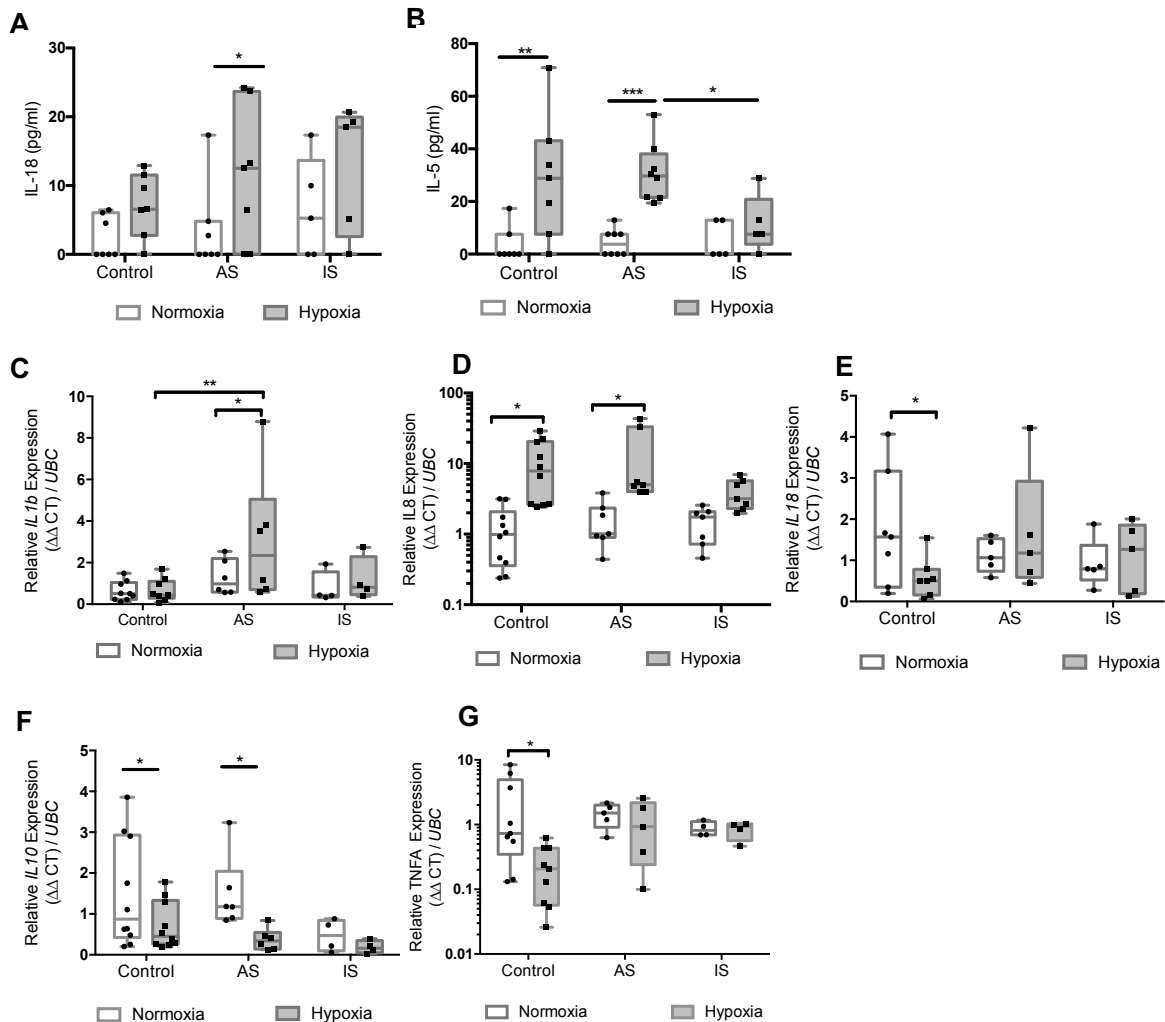 A
IL-18 (pg/ml)
30
20
10
0
*
Control AS IS
Normoxia Hypoxia
B
IL-5 (pg/ml)
80
60
40
20
0
** *** *
Control AS IS
Normoxia Hypoxia
C
Relative IL1b Expression
(ΔΔ CT) / UBC
10
8
6
4
2
0
**
*
Control AS IS
Normoxia Hypoxia
D
Relative IL8 Expression
(ΔΔ CT) / UBC
100
10
1
0.1
* *
Control AS IS
Normoxia Hypoxia
E
Relative IL18 Expression
(ΔΔ CT) / UBC
5
4
3
2
1
0
*
Control AS IS
Normoxia Hypoxia
F
Relative IL10 Expression
(ΔΔ CT) / UBC
5
4
3
2
1
0
* *
Control AS IS
Normoxia Hypoxia
G
Relative TNFA Expression
(ΔΔ CT) / UBC
10
1
0.1
0.01
*
Control AS IS
Normoxia Hypoxia